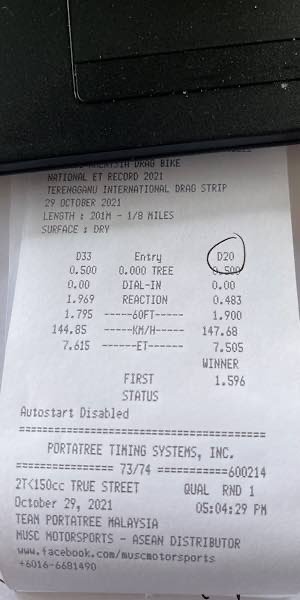 MALAYSIA DRAG BIKE
NATIONAL ET RECORD 2021
TERENGGANU INTERNATIONAL DRAG STRIP
29 OCTOBER 2021
LENGTH : 201M - 1/8 MILES
SURFACE : DRY
D33 Entry D20
0.500 0.000 TREE 0.500
0.00 DIAL-IN 0.00
1.969 REACTION 0.483
1.795 ------60FT----- 1.900
144.85 -----KM/H------ 147.68
7.615 ------ET------- 7.505
WINNER
FIRST 1.596
STATUS
Autostart Disabled
=====================================
PORTATREE TIMING SYSTEMS, INC.
============== 73/74 ===========600214
2T<150cc TRUE STREET QUAL RND 1
October 29, 2021 05:04:29 PM
TEAM PORTATREE MALAYSIA
MUSC MOTORSPORTS - ASEAN DISTRIBUTOR
www.facebook.com/muscmotorsports
+6016-6681490